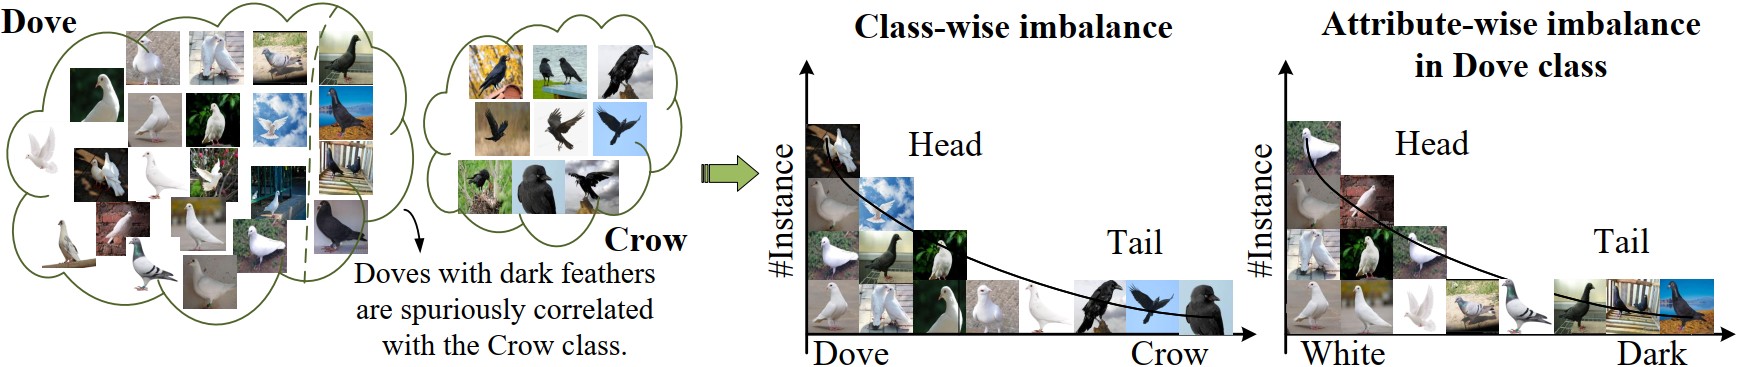 Dove
Crow
Doves with dark feathers
are spuriously correlated
with the Crow class.
Class-wise imbalance
#Instance
Head
Tail
Dove
Crow
Attribute-wise imbalance
in Dove class
#Instance
Head
Tail
White
Dark